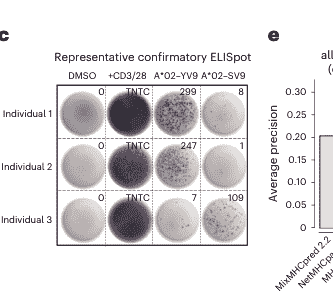 c
Representative confirmatory ELISpot
DMSO +CD3/28 A*02–YV9 A*02–SV9
Individual 1 0 TNTC 299 8
Individual 2 0 TNTC 247 1
Individual 3 0 TNTC 7 109
e
all
Average precision
0.30
0.25
0.20
0.15
0.10
0.05
0
MixMHCpred 2.2